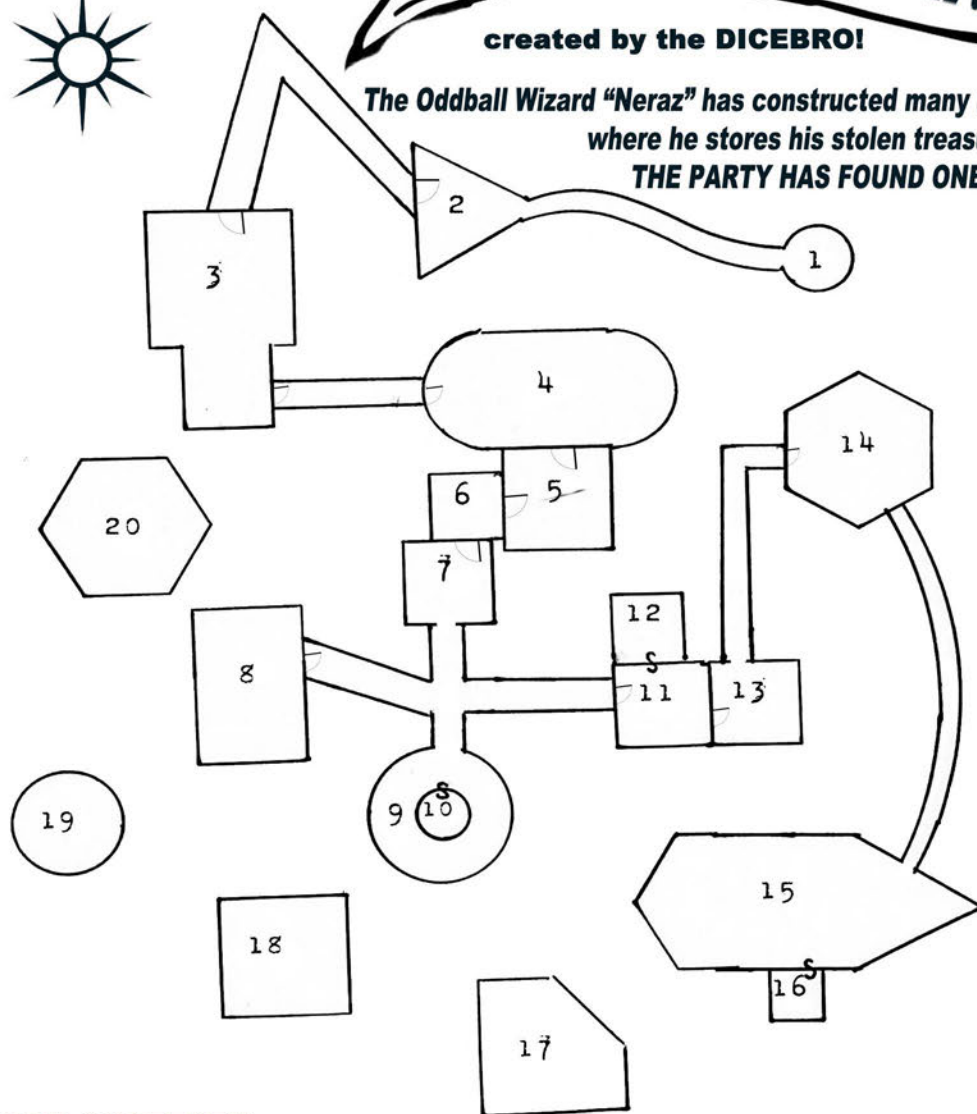 created by the DICEBRO!
The Oddball Wizard “Neraz” has constructed many
where he stores his stolen
THE PARTY HAS FOUND ONE
1
2
3
4
5
6
7
8
9
10
11
12
13
14
15
16
17
18
19
20
S
S
S